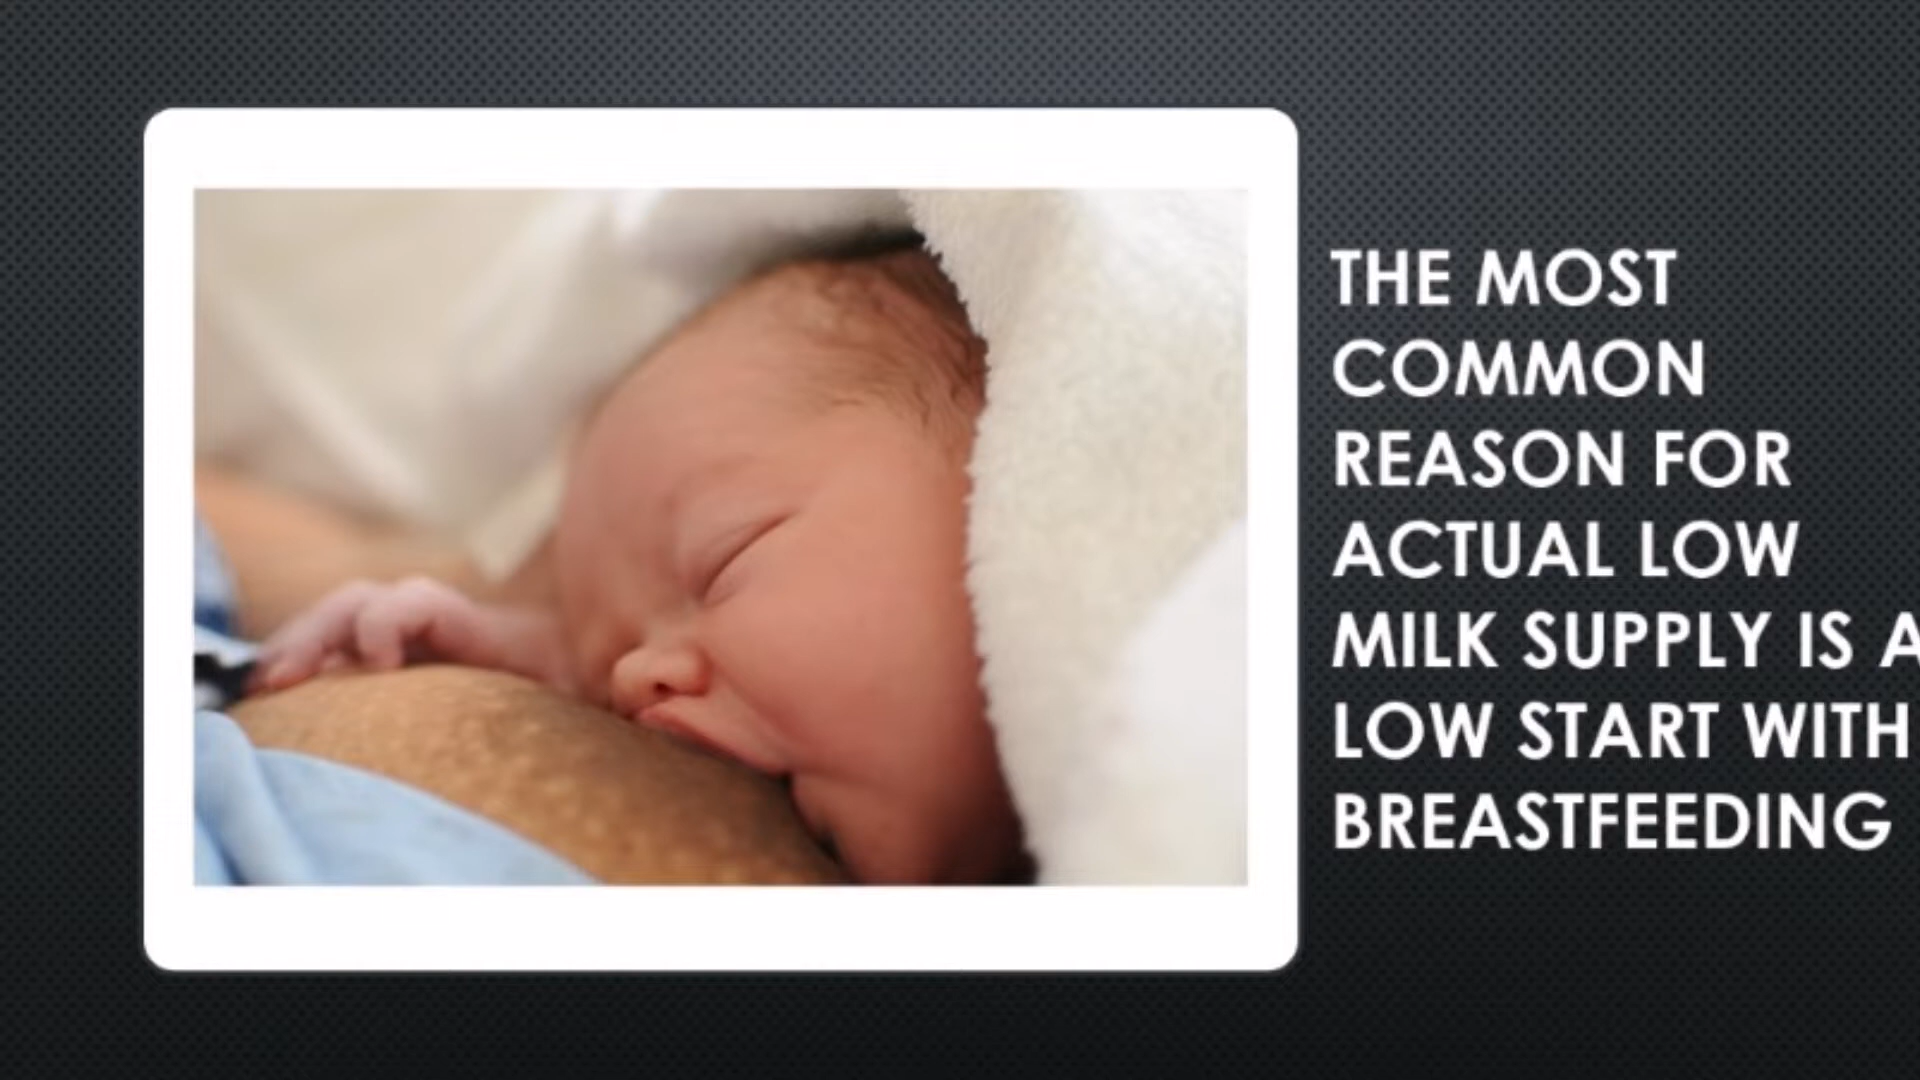 THE MOST
COMMON
REASON FOR
ACTUAL LOW
MILK SUPPLY IS A
LOW START WITH
BREASTFEEDING